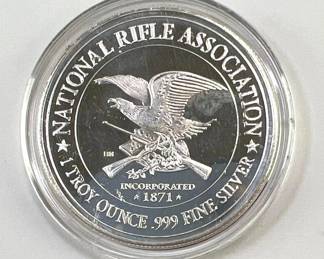 NATIONAL RIFLE ASSOCIATION
INCORPORATED
★ 1871 ★
★ 1 TROY OUNCE .999 FINE SILVER ★